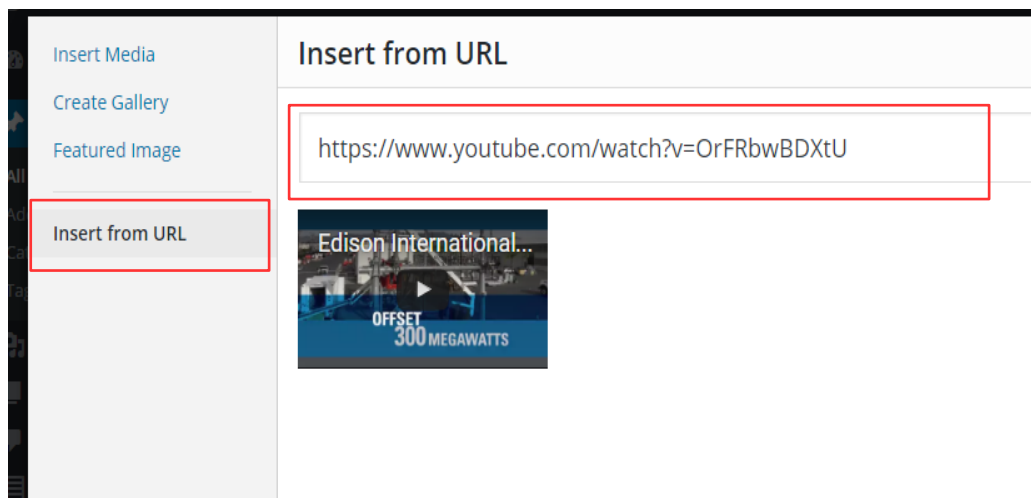 Insert Media
Create Gallery
Featured Image
Insert from URL
Insert from URL
https://www.youtube.com/watch?v=OrFRbwBDXtU
Edison International...
OFFSET
300 MEGAWATTS
All